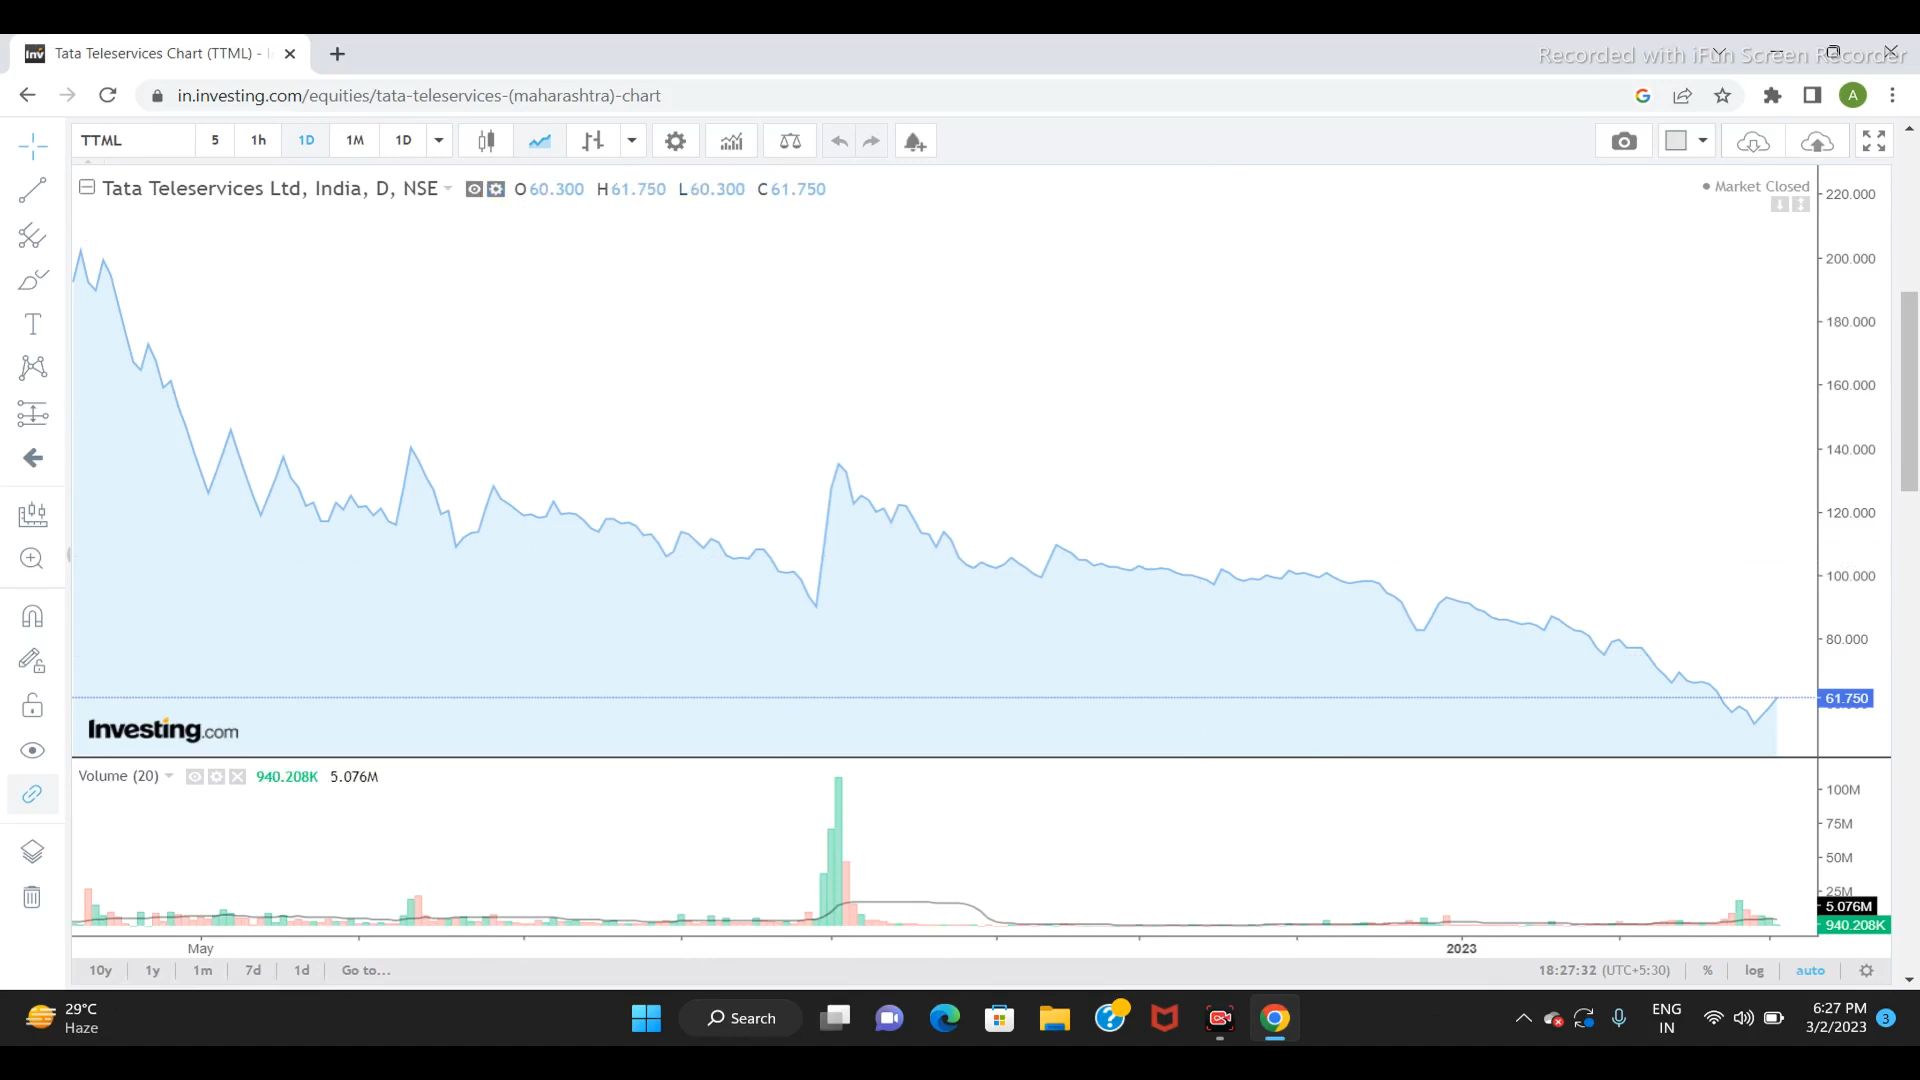 Tata Teleservices Chart (TTML) - I
Recorded with iFun Screen Recorder
in.investing.com/equities/tata-teleservices-(maharashtra)-chart
A
TTML 5 1h 1D 1M 1D
Tata Teleservices Ltd, India, D, NSE O60.300 H61.750 L60.300 C61.750
Market Closed
220.000
200.000
180.000
160.000
140.000
120.000
100.000
80.000
61.750
Investing.com
Volume (20) 940.208K 5.076M
100M
75M
50M
25M
5.076M
940.208K
May 2023
10y 1y 1m 7d 1d Go to... 18:27:32 (UTC+5:30) % log auto
29°C
Haze
Search
ENG
IN
6:27 PM
3/2/2023
3